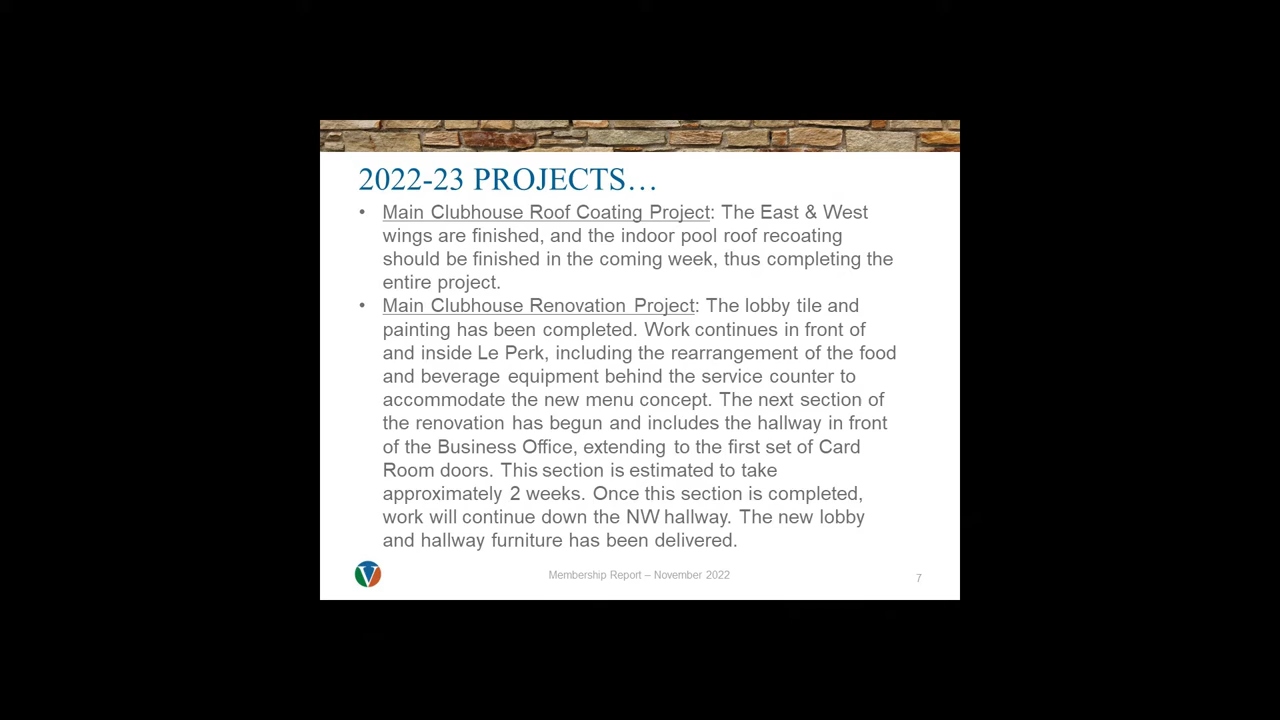 2022-23 PROJECTS…
• Main Clubhouse Roof Coating Project: The East & West
wings are finished, and the indoor pool roof recoating
should be finished in the coming week, thus completing the
entire project.
• Main Clubhouse Renovation Project: The lobby tile and
painting has been completed. Work continues in front of
and inside Le Perk, including the rearrangement of the food
and beverage equipment behind the service counter to
accommodate the new menu concept. The next section of
the renovation has begun and includes the hallway in front
of the Business Office, extending to the first set of Card
Room doors. This section is estimated to take
approximately 2 weeks. Once this section is completed,
work will continue down the NW hallway. The new lobby
and hallway furniture has been delivered.
V
Membership Report – November 2022
7